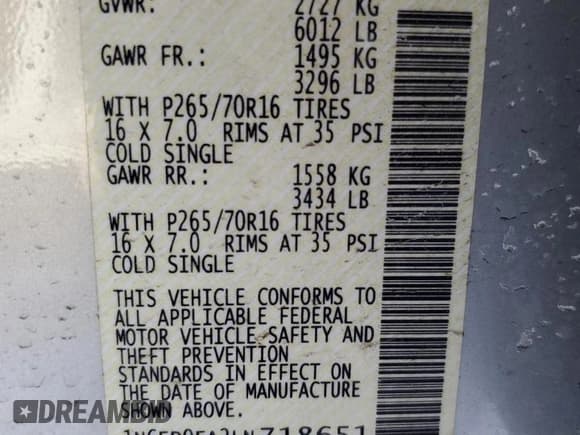 GVWR: 2727 KG
6012 LB
GAWR FR.: 1495 KG
3296 LB
WITH P265/70R16 TIRES
16 X 7.0 RIMS AT 35 PSI
COLD SINGLE
GAWR RR.: 1558 KG
3434 LB
WITH P265/70R16 TIRES
16 X 7.0 RIMS AT 35 PSI
COLD SINGLE
THIS VEHICLE CONFORMS TO
ALL APPLICABLE FEDERAL
MOTOR VEHICLE SAFETY AND
THEFT PREVENTION
STANDARDS IN EFFECT ON
THE DATE OF MANUFACTURE
SHOWN ABOVE.
DREAMBID